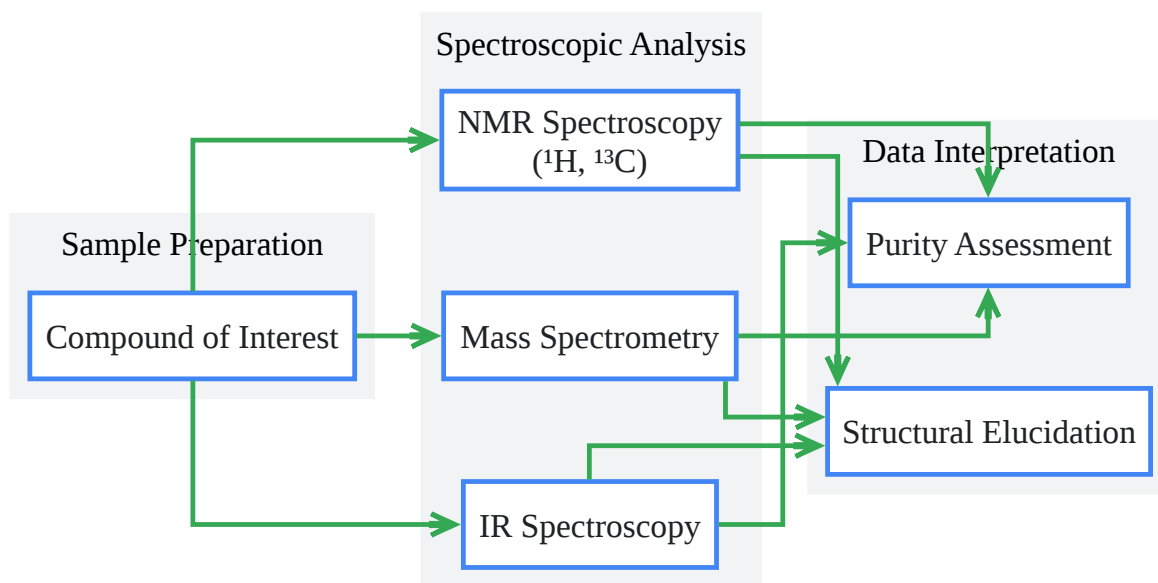 Sample Preparation
Compound of Interest
Spectroscopic Analysis
NMR Spectroscopy
(¹H, ¹³C)
Mass Spectrometry
IR Spectroscopy
Data Interpretation
Purity Assessment
Structural Elucidation